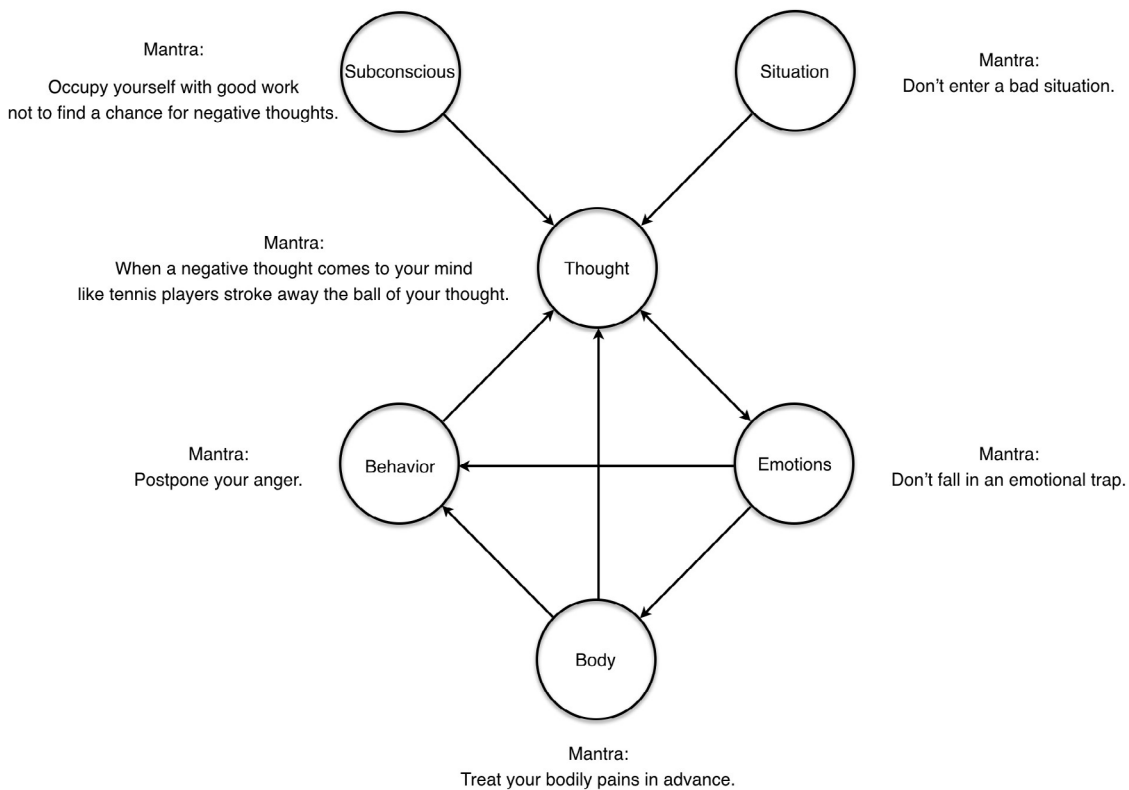 Mantra:
Occupy yourself with good work
not to find a chance for negative thoughts.
Subconscious
Situation
Mantra:
Don't enter a bad situation.
Mantra:
When a negative thought comes to your mind
like tennis players stroke away the ball of your thought.
Thought
Mantra:
Postpone your anger.
Behavior
Emotions
Mantra:
Don't fall in an emotional trap.
Body
Mantra:
Treat your bodily pains in advance.